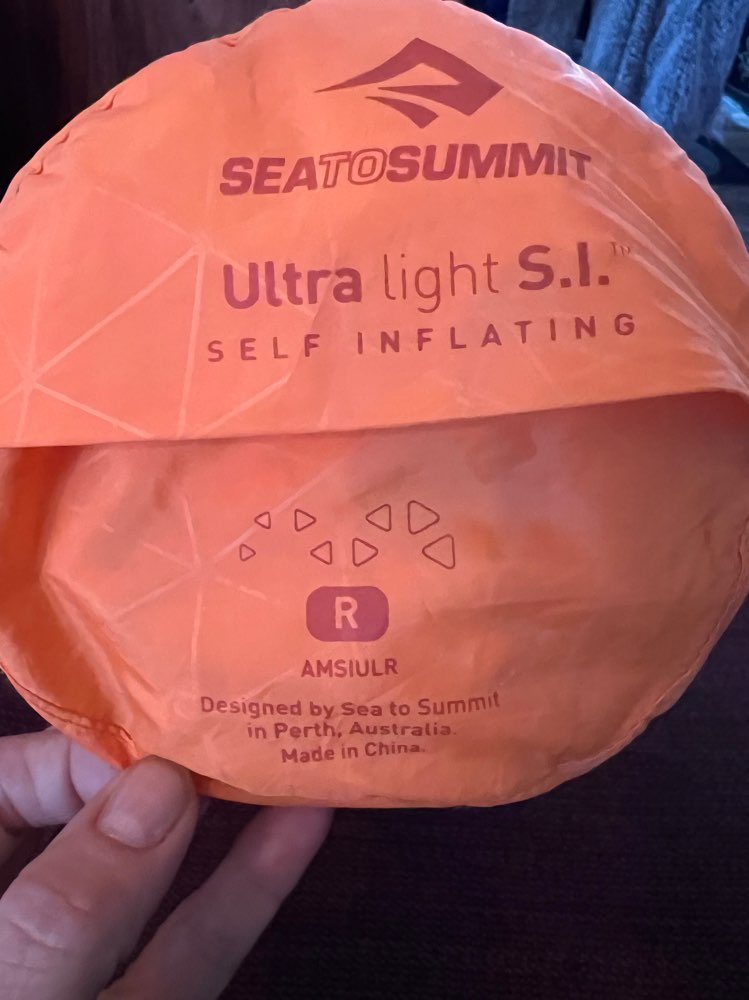 SEATOSUMMIT
Ultra light S.I.™
SELF INFLATING
R
AMSIULR
Designed by Sea to Summit
in Perth, Australia.
Made in China.